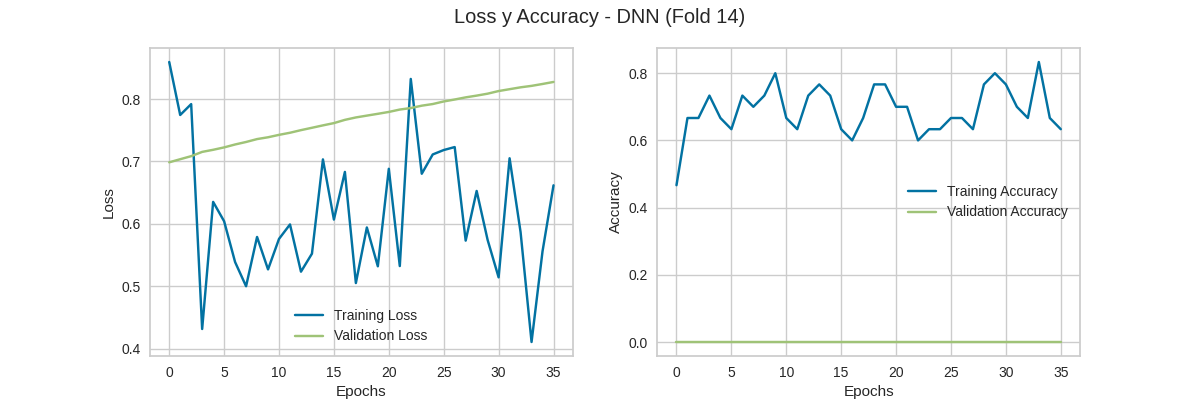 Loss y Accuracy - DNN (Fold 14)
Loss
0.8
0.7
0.6
0.5
0.4
Training Loss
Validation Loss
0 5 10 15 20 25 30 35
Epochs
Accuracy
0.8
0.6
0.4
0.2
0.0
Training Accuracy
Validation Accuracy
0 5 10 15 20 25 30 35
Epochs